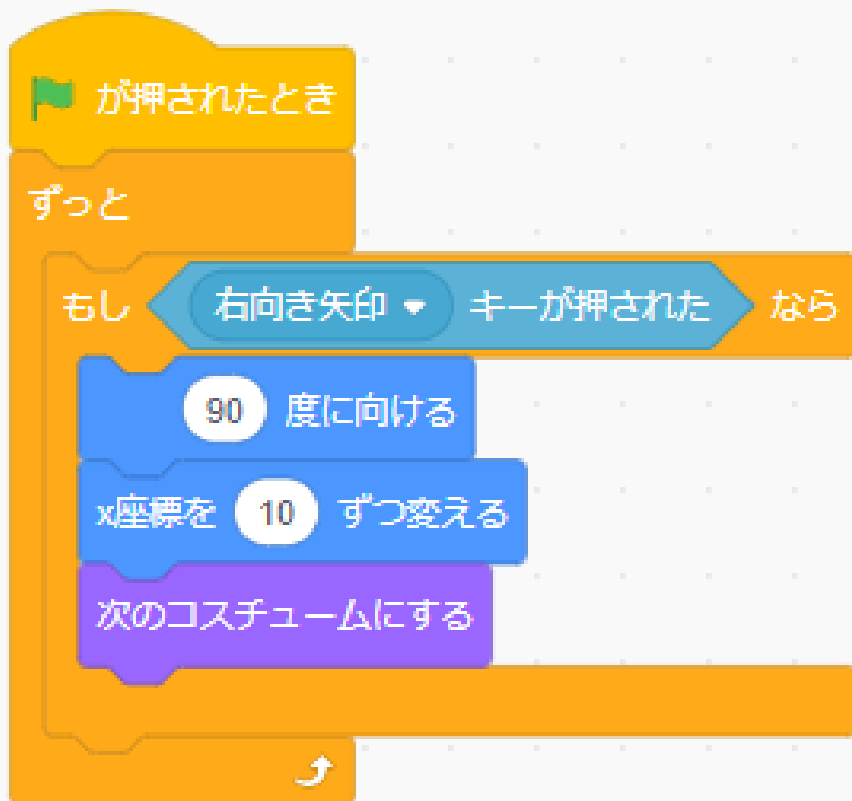 が押されたとき
ずっと
もし 右向き矢印 キーが押された なら
90 度に向ける
x座標を 10 ずつ変える
次のコスチュームにする